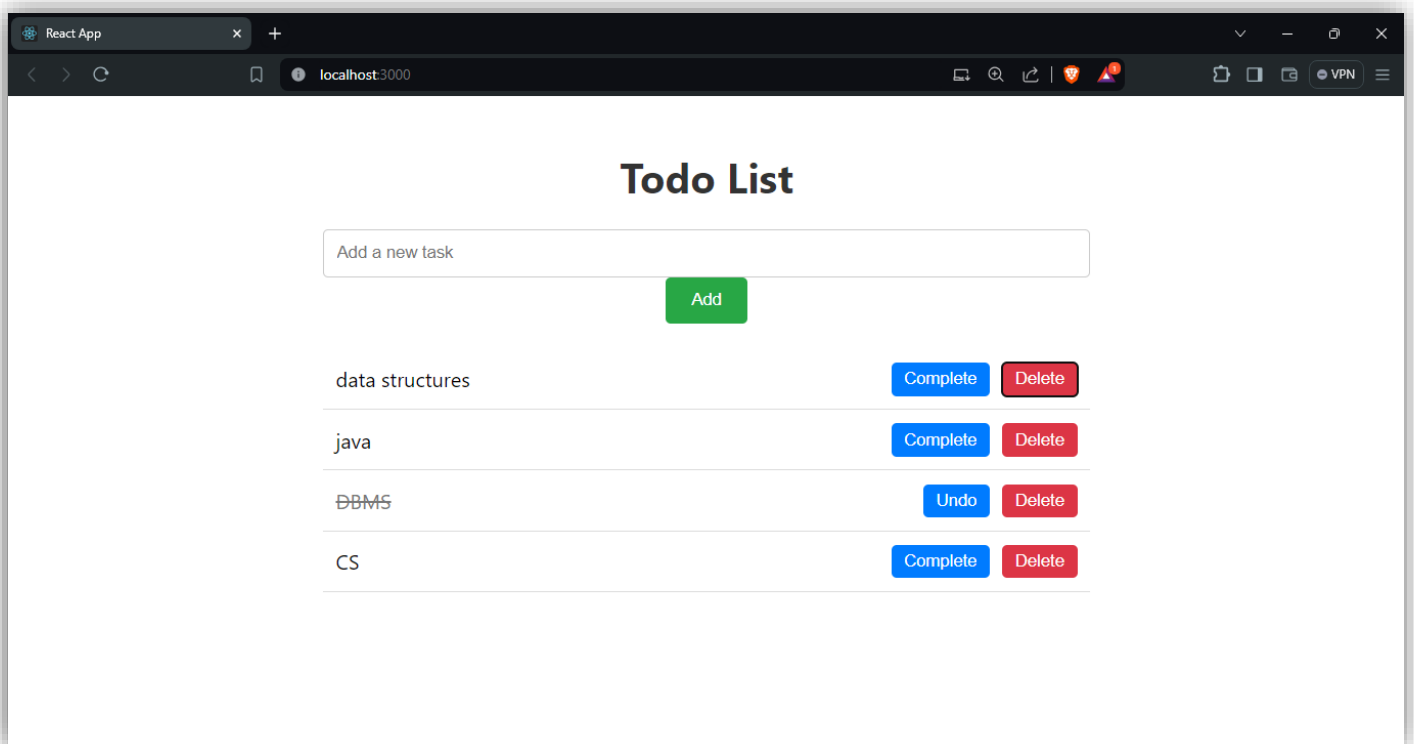 React App
localhost:3000
1
VPN
Todo List
Add a new task
Add
data structures Complete Delete
java Complete Delete
DBMS Undo Delete
CS Complete Delete